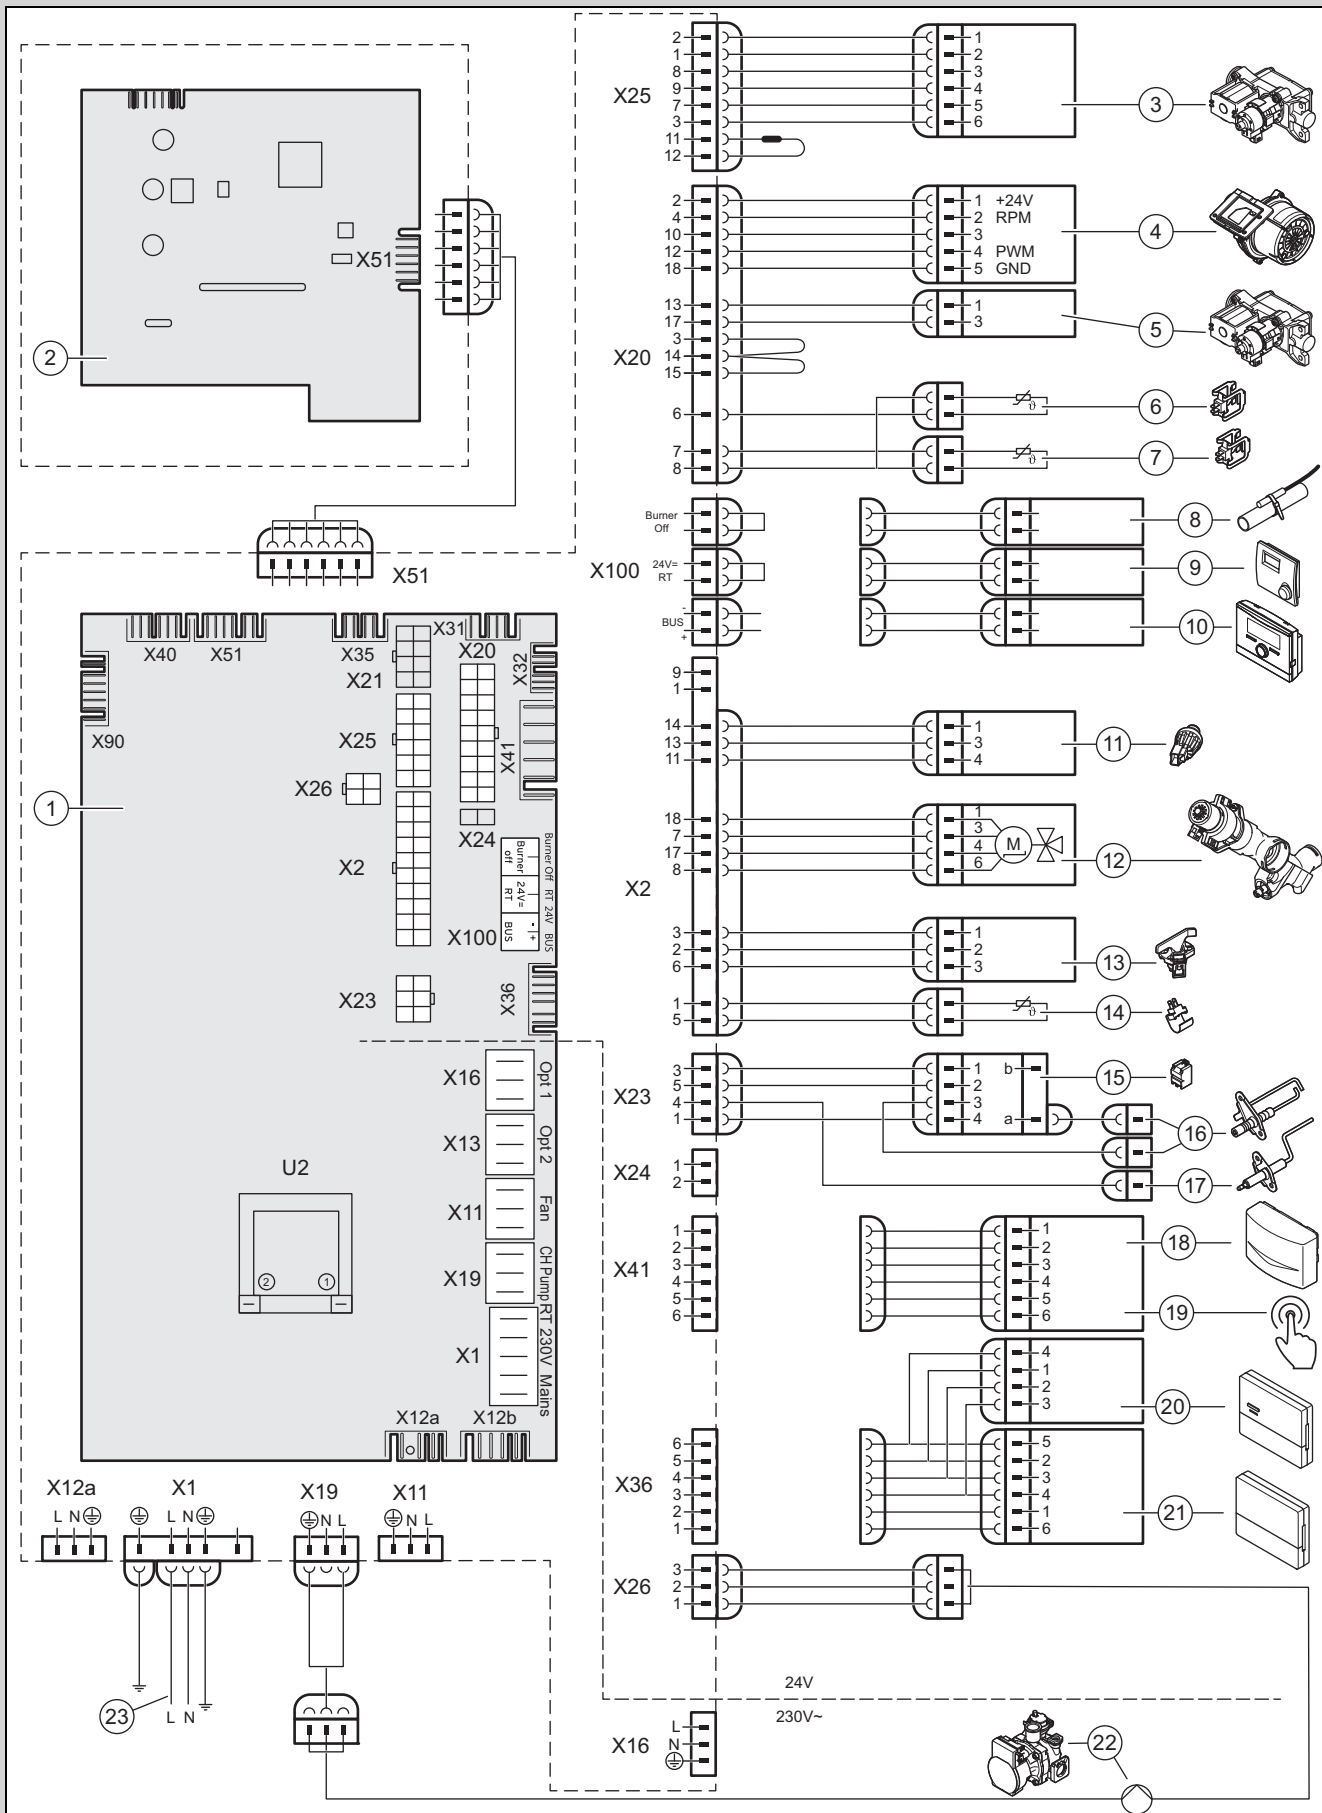 X25
2 1
1 2
8 3
9 4
7 5
3 6
11
12
3
X51
2
X20
2 1 +24V
4 2 RPM
10 3
12 4 PWM
18 5 GND
4
13 1
17 3
5
3
14
15
6 ϑ 6
7 ϑ 7
8
X51
X100
Burner
Off
8
24V=
RT
9
-
BUS
+
10
X40 X51 X35 X31 X20 X32
X21
X90
X25
X41
X26
1
X24
X2
Burner
off
24V=
RT
- +
BUS
Burner Off RT 24V BUS
X100
X23
X36
X16 Opt 1
X13 Opt 2
U2
2 1
X11 Fan
X19 CH Pump
X1 RT 230V Mains
X12a X12b
X2
9
1
14 1
13 3
11 4
11
18 1
7 3
17 4
8 6
M
12
3 1
2 2
6 3
13
1
5
ϑ
14
X23
3 1 b
5 2
4 3
1 4 a
15
16
17
X24
1
2
X41
1 1
2 2
3 3
4 4
5 5
6 6
18
19
4
1
2
3
20
X36
6 5
5 2
4 3
3 4
2 1
1 6
21
X26
3
2
1
X12a
L N
X1
L N
X19
N L
X11
N L
23
L N
24V
230V~
X16
L
N
22